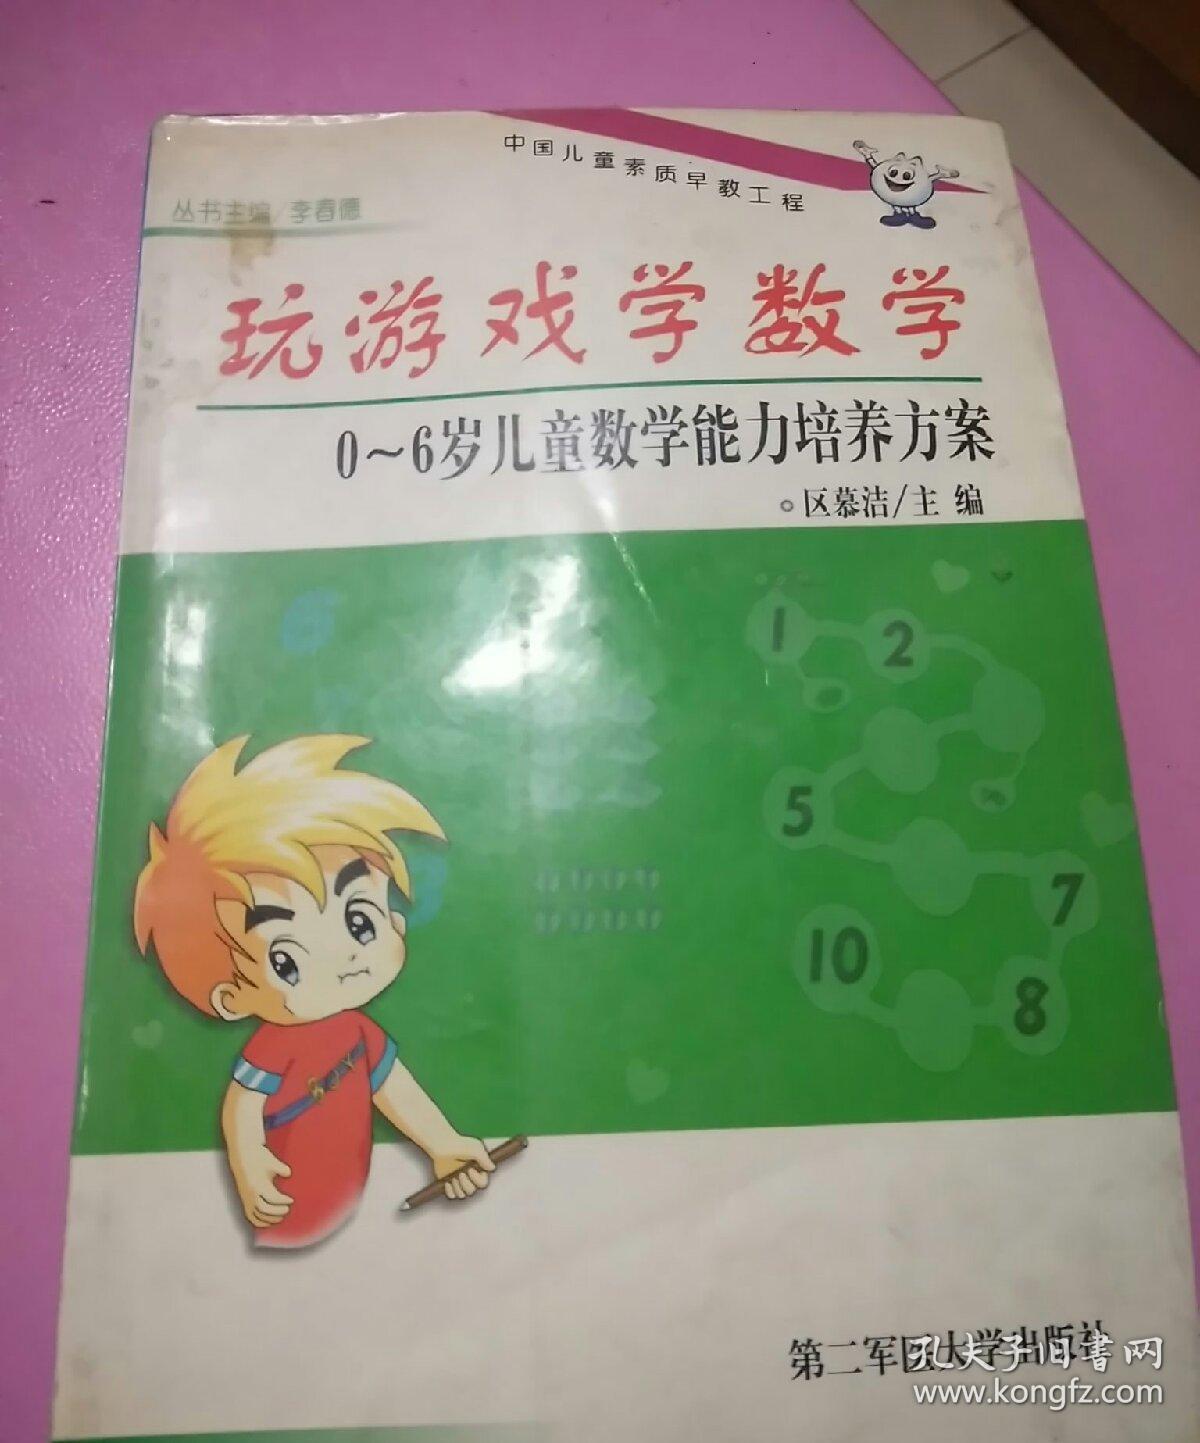 中国儿童素质早教工程
丛书主编/李春德
玩游戏学数学
0~6岁儿童数学能力培养方案
区慕洁/主 编
6
1
2
5
3
7
10
8
第二军医大学出版社
孔夫子旧书网
www.kongfz.com